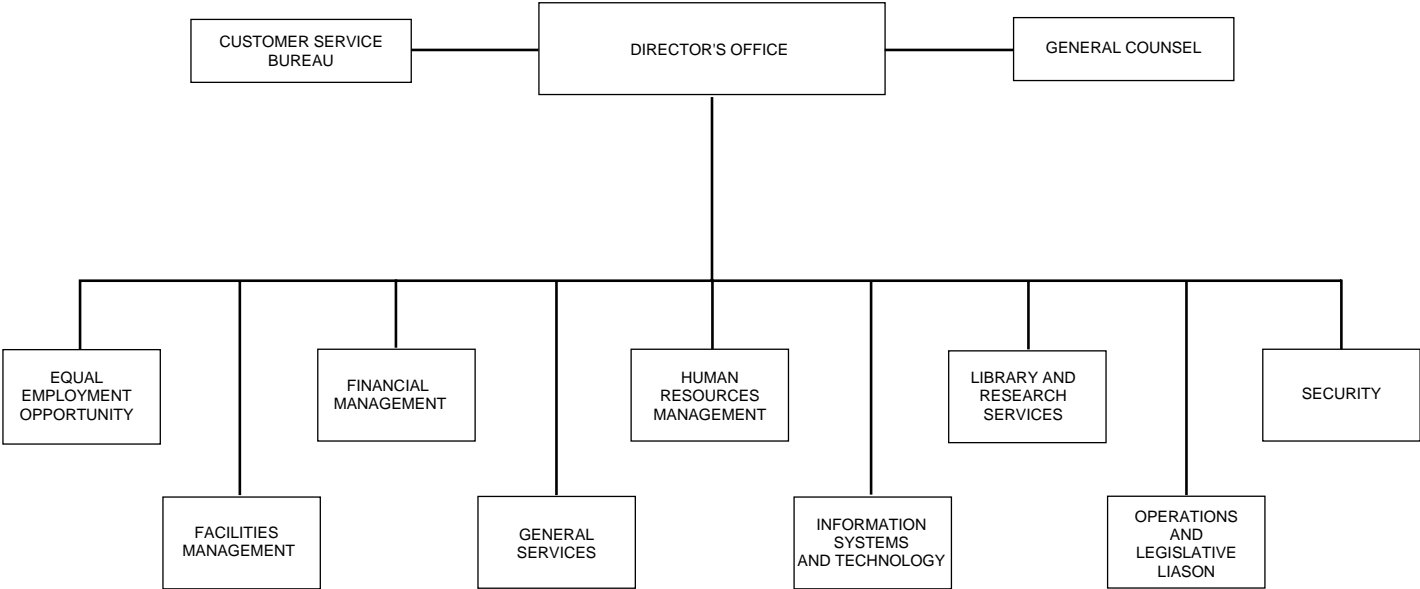 CUSTOMER SERVICE
BUREAU
DIRECTOR'S OFFICE
GENERAL COUNSEL
EQUAL
EMPLOYMENT
OPPORTUNITY
FINANCIAL
MANAGEMENT
HUMAN
RESOURCES
MANAGEMENT
LIBRARY AND
RESEARCH
SERVICES
SECURITY
FACILITIES
MANAGEMENT
GENERAL
SERVICES
INFORMATION
SYSTEMS
AND TECHNOLOGY
OPERATIONS
AND
LEGISLATIVE
LIASON